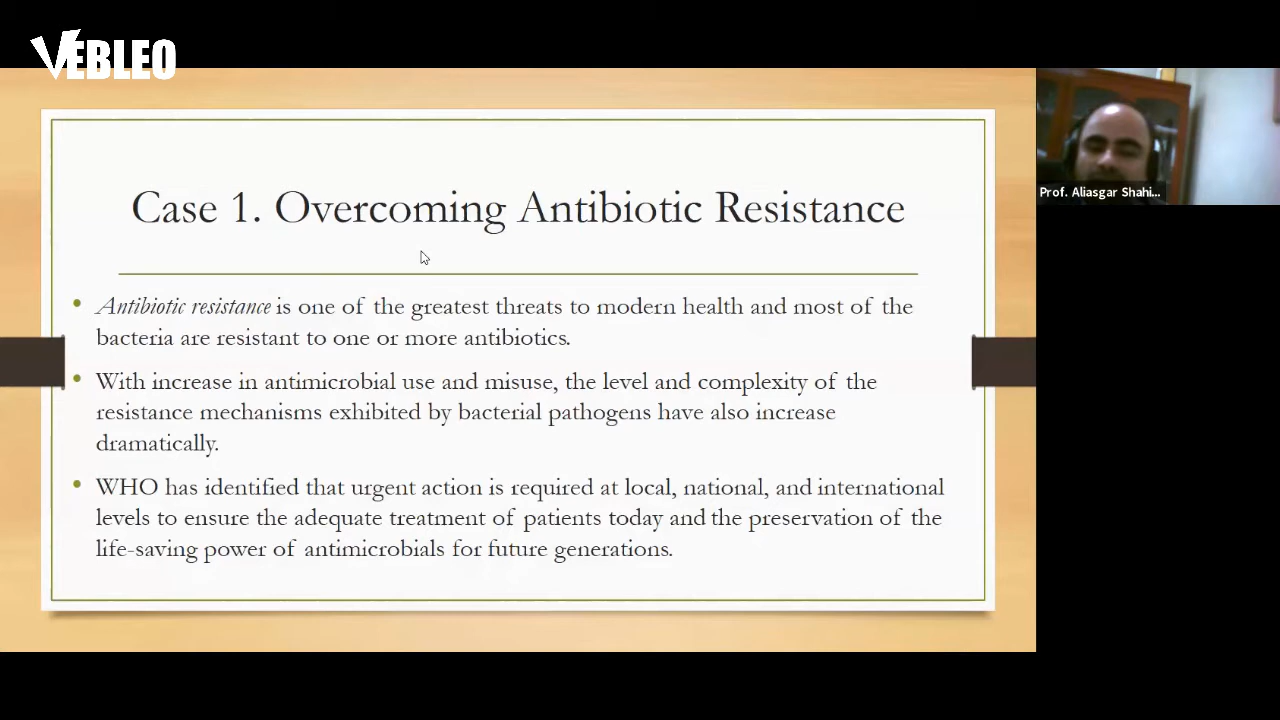 VEBLEO
Case 1. Overcoming Antibiotic Resistance
• Antibiotic resistance is one of the greatest threats to modern health and most of the
bacteria are resistant to one or more antibiotics.
• With increase in antimicrobial use and misuse, the level and complexity of the
resistance mechanisms exhibited by bacterial pathogens have also increase
dramatically.
• WHO has identified that urgent action is required at local, national, and international
levels to ensure the adequate treatment of patients today and the preservation of the
life-saving power of antimicrobials for future generations.
Prof. Aliasgar Shahi...